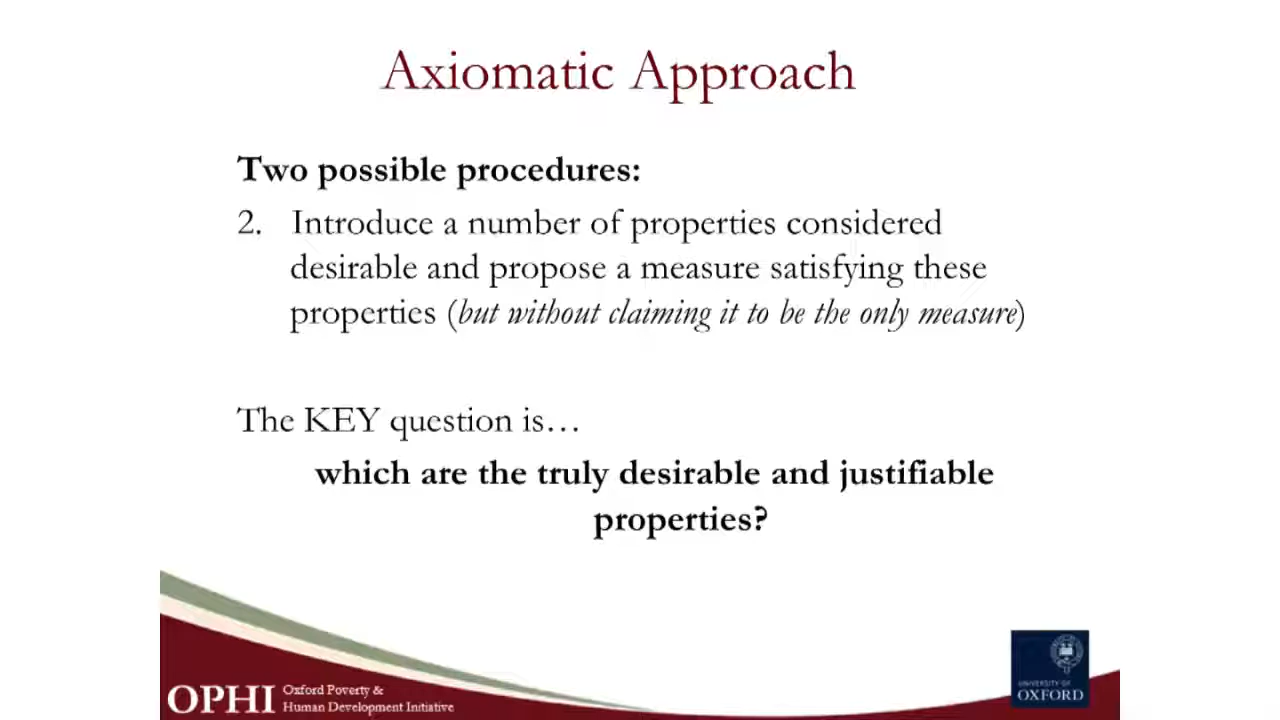 Axiomatic Approach
Two possible procedures:
2. Introduce a number of properties considered
desirable and propose a measure satisfying these
properties (but without claiming it to be the only measure)
The KEY question is…
which are the truly desirable and justifiable
properties?
OPHI
Oxford Poverty &
Human Development Initiative
UNIVERSITY OF
OXFORD